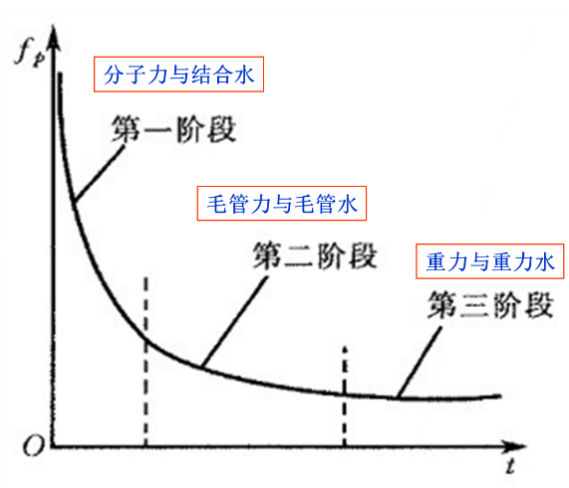 fp
分子力与结合水
第一阶段
毛管力与毛管水
第二阶段
重力与重力水
第三阶段
O
t